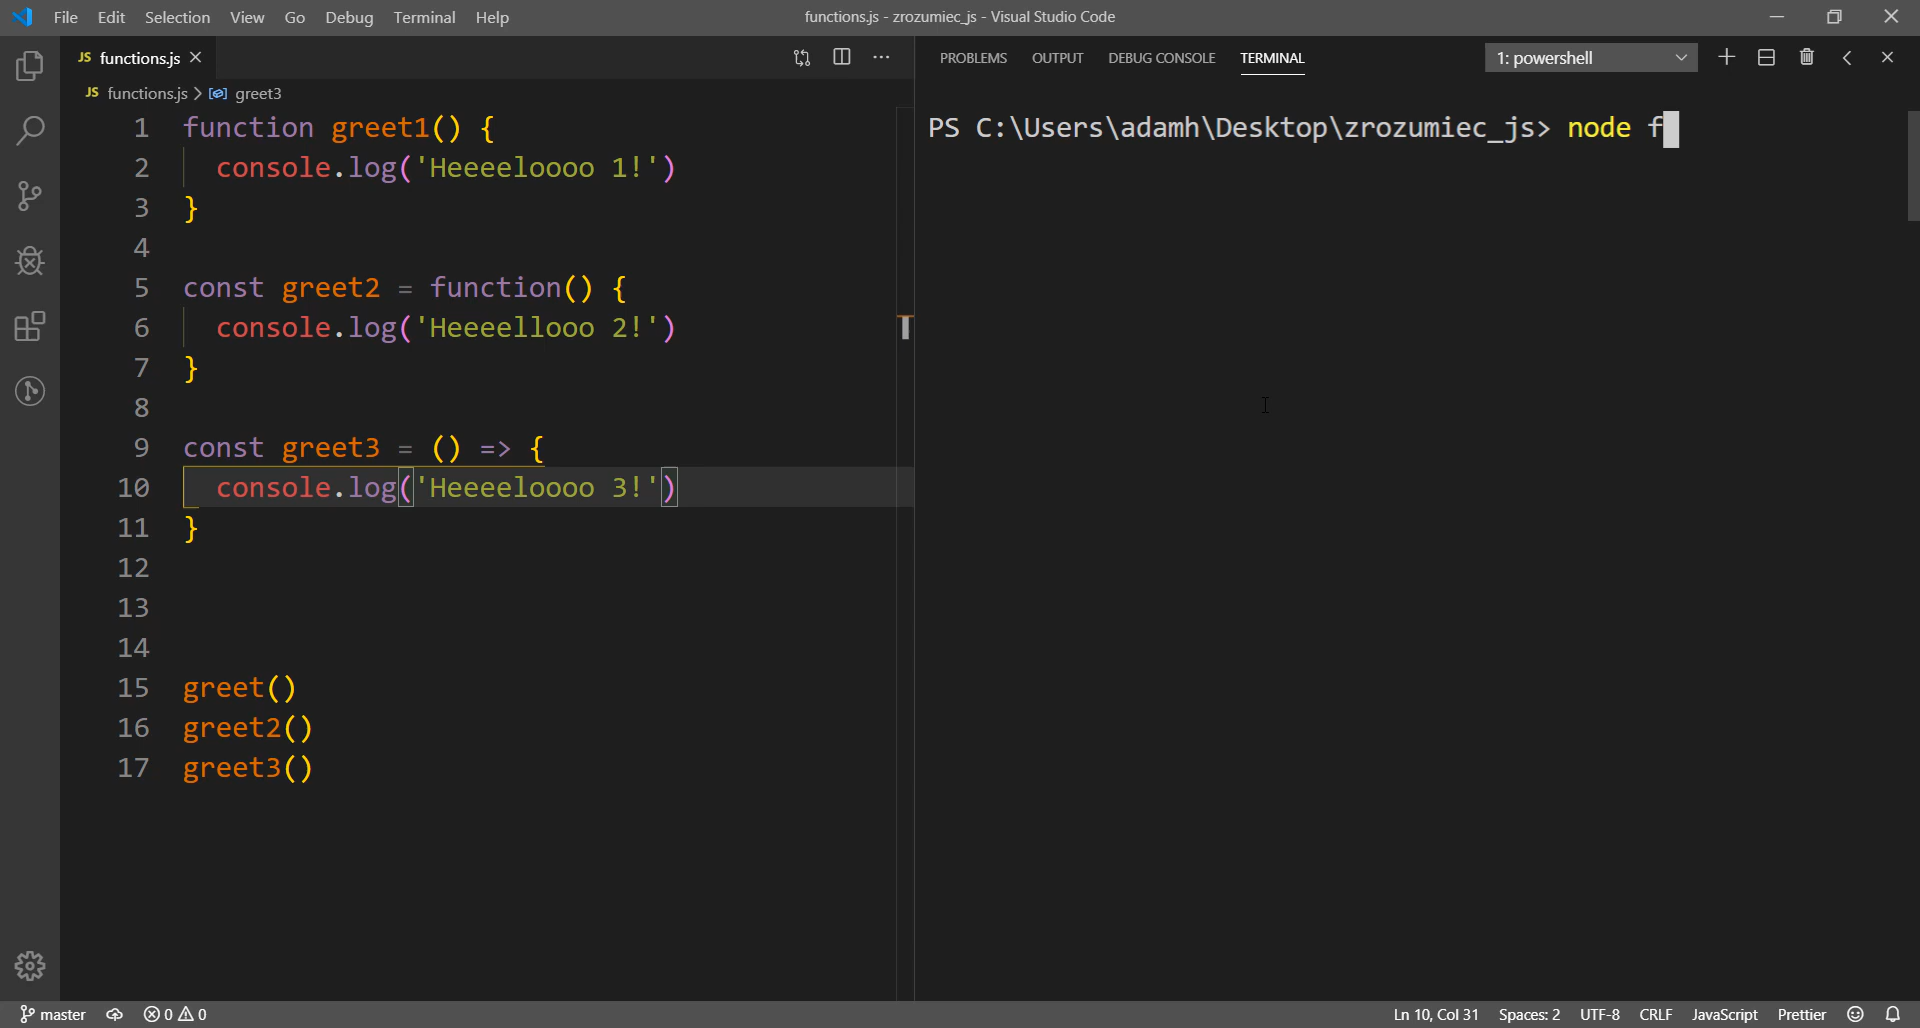 File Edit Selection View Go Debug Terminal Help
functions.js - zrozumiec_js - Visual Studio Code
JS functions.js
JS functions.js > greet3
1 function greet1() {
2 console.log('Heeeeloooo 1!')
3 }
4
5 const greet2 = function() {
6 console.log('Heeeellooo 2!')
7 }
8
9 const greet3 = () => {
10 console.log('Heeeeloooo 3!')
11 }
12
13
14
15 greet()
16 greet2()
17 greet3()
PROBLEMS OUTPUT DEBUG CONSOLE TERMINAL
1: powershell
PS C:\Users\adamh\Desktop\zrozumiec_js> node f
master 0 0
Ln 10, Col 31 Spaces: 2 UTF-8 CRLF JavaScript Prettier